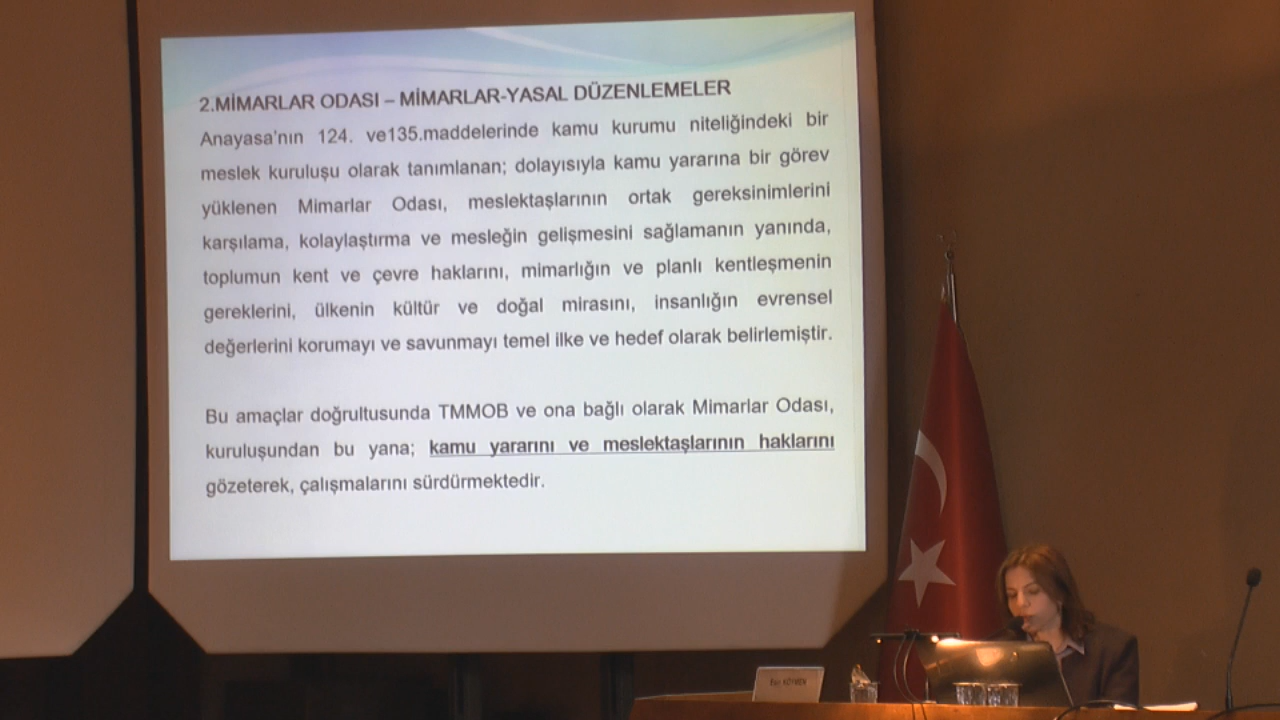 2.MİMARLAR ODASI – MİMARLAR-YASAL DÜZENLEMELER
Anayasa'nın 124. ve135.maddelerinde kamu kurumu niteliğindeki bir
meslek kuruluşu olarak tanımlanan; dolayısıyla kamu yararına bir görev
yüklenen Mimarlar Odası, meslektaşlarının ortak gereksinimlerini
karşılama, kolaylaştırma ve mesleğin gelişmesini sağlamanın yanında,
toplumun kent ve çevre haklarını, mimarlığın ve planlı kentleşmenin
gereklerini, ülkenin kültür ve doğal mirasını, insanlığın evrensel
değerlerini korumayı ve savunmayı temel ilke ve hedef olarak belirlemiştir.
Bu amaçlar doğrultusunda TMMOB ve ona bağlı olarak Mimarlar Odası,
kuruluşundan bu yana; kamu yararını ve meslektaşlarının haklarını
gözeterek, çalışmalarını sürdürmektedir.